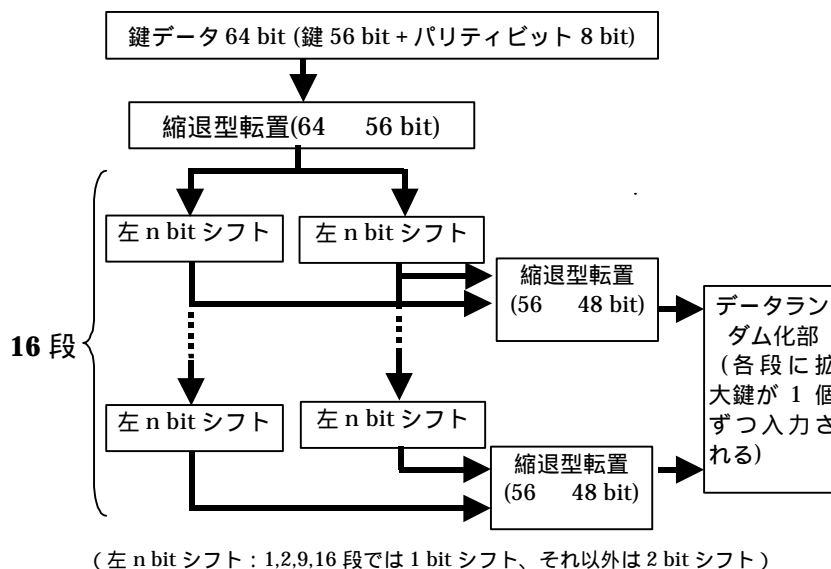 鍵データ 64 bit (鍵 56 bit + パリティビット 8 bit)
縮退型転置(64 56 bit)
左 n bit シフト
左 n bit シフト
縮退型転置
(56 48 bit)
データラン
ダム化部
(各段に拡
大鍵が 1 個
ずつ入力さ
れる)
16 段
左 n bit シフト
左 n bit シフト
縮退型転置
(56 48 bit)
(左 n bit シフト:1,2,9,16 段では 1 bit シフト、それ以外は 2 bit シフト)